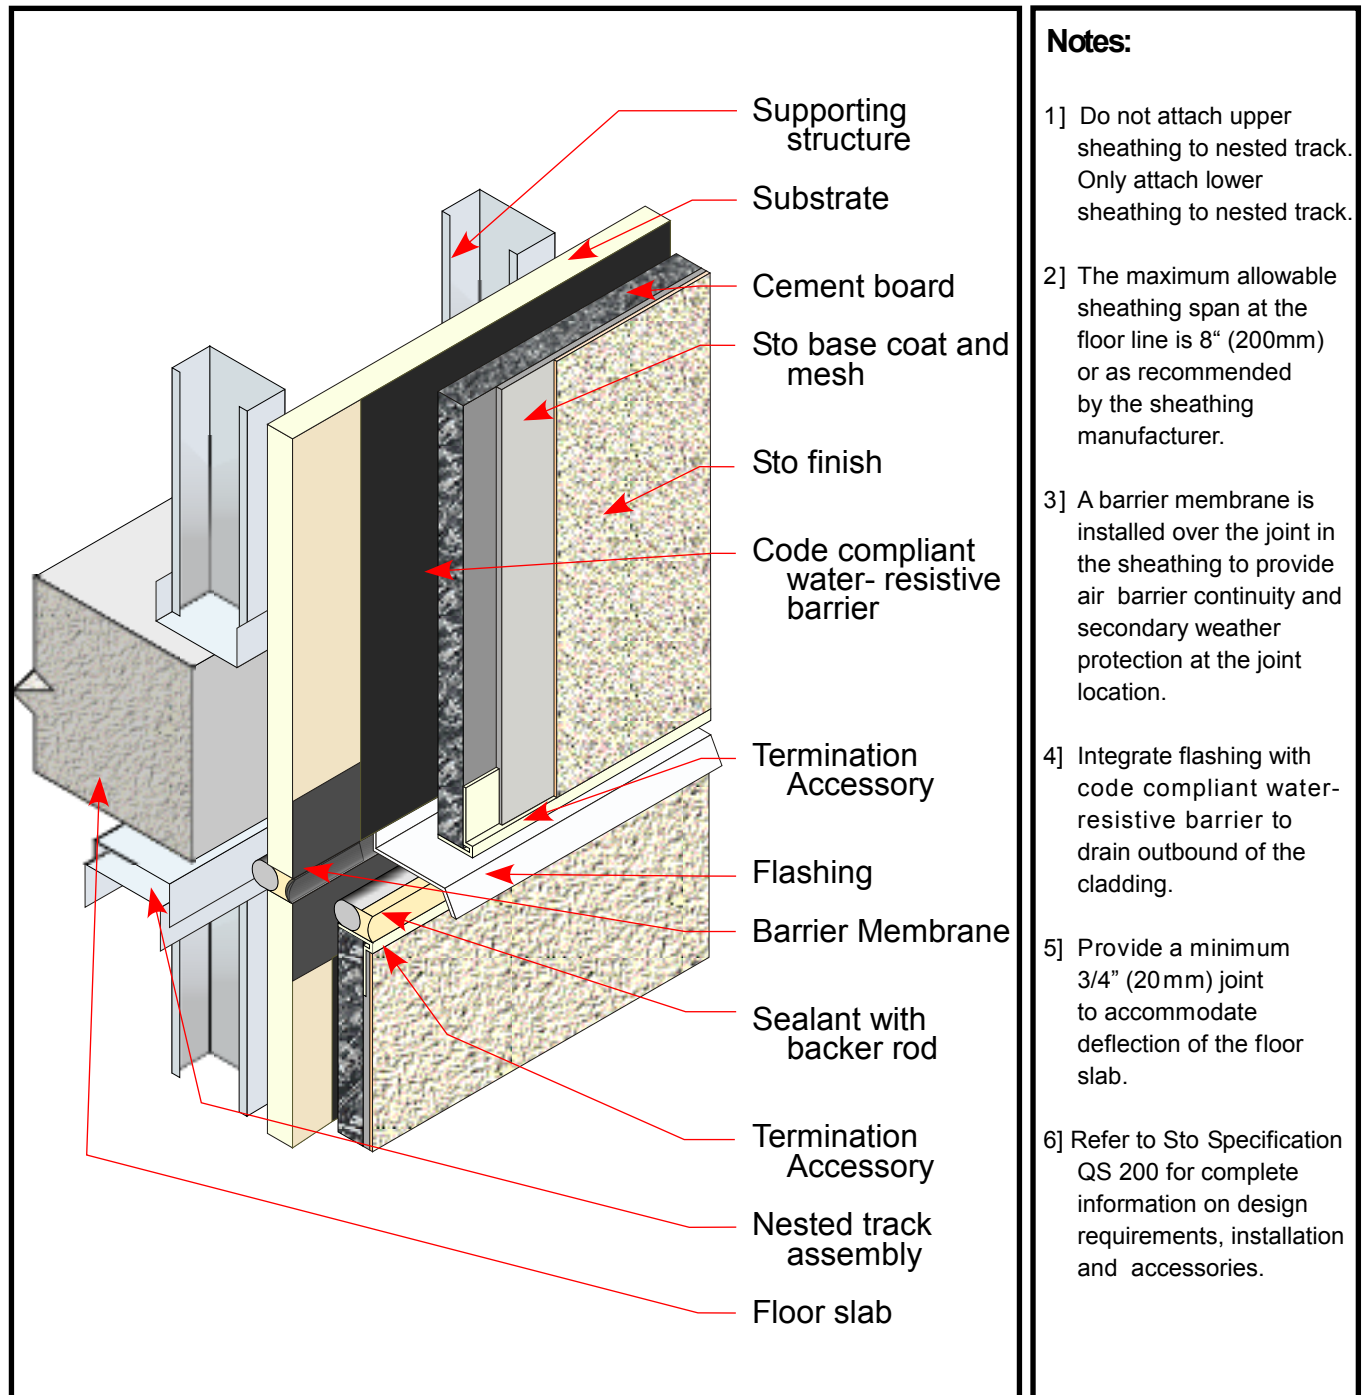 Supporting
structure
Substrate
Cement board
Sto base coat and
mesh
Sto finish
Code compliant
water- resistive
barrier
Termination
Accessory
Flashing
Barrier Membrane
Sealant with
backer rod
Termination
Accessory
Nested track
assembly
Floor slab
Notes:
1] Do not attach upper
sheathing to nested track.
Only attach lower
sheathing to nested track.
2] The maximum allowable
sheathing span at the
floor line is 8“ (200mm)
or as recommended
by the sheathing
manufacturer.
3] A barrier membrane is
installed over the joint in
the sheathing to provide
air barrier continuity and
secondary weather
protection at the joint
location.
4] Integrate flashing with
code compliant water-
resistive barrier to
drain outbound of the
cladding.
5] Provide a minimum
3/4” (20mm) joint
to accommodate
deflection of the floor
slab.
6] Refer to Sto Specification
QS 200 for complete
information on design
requirements, installation
and accessories.